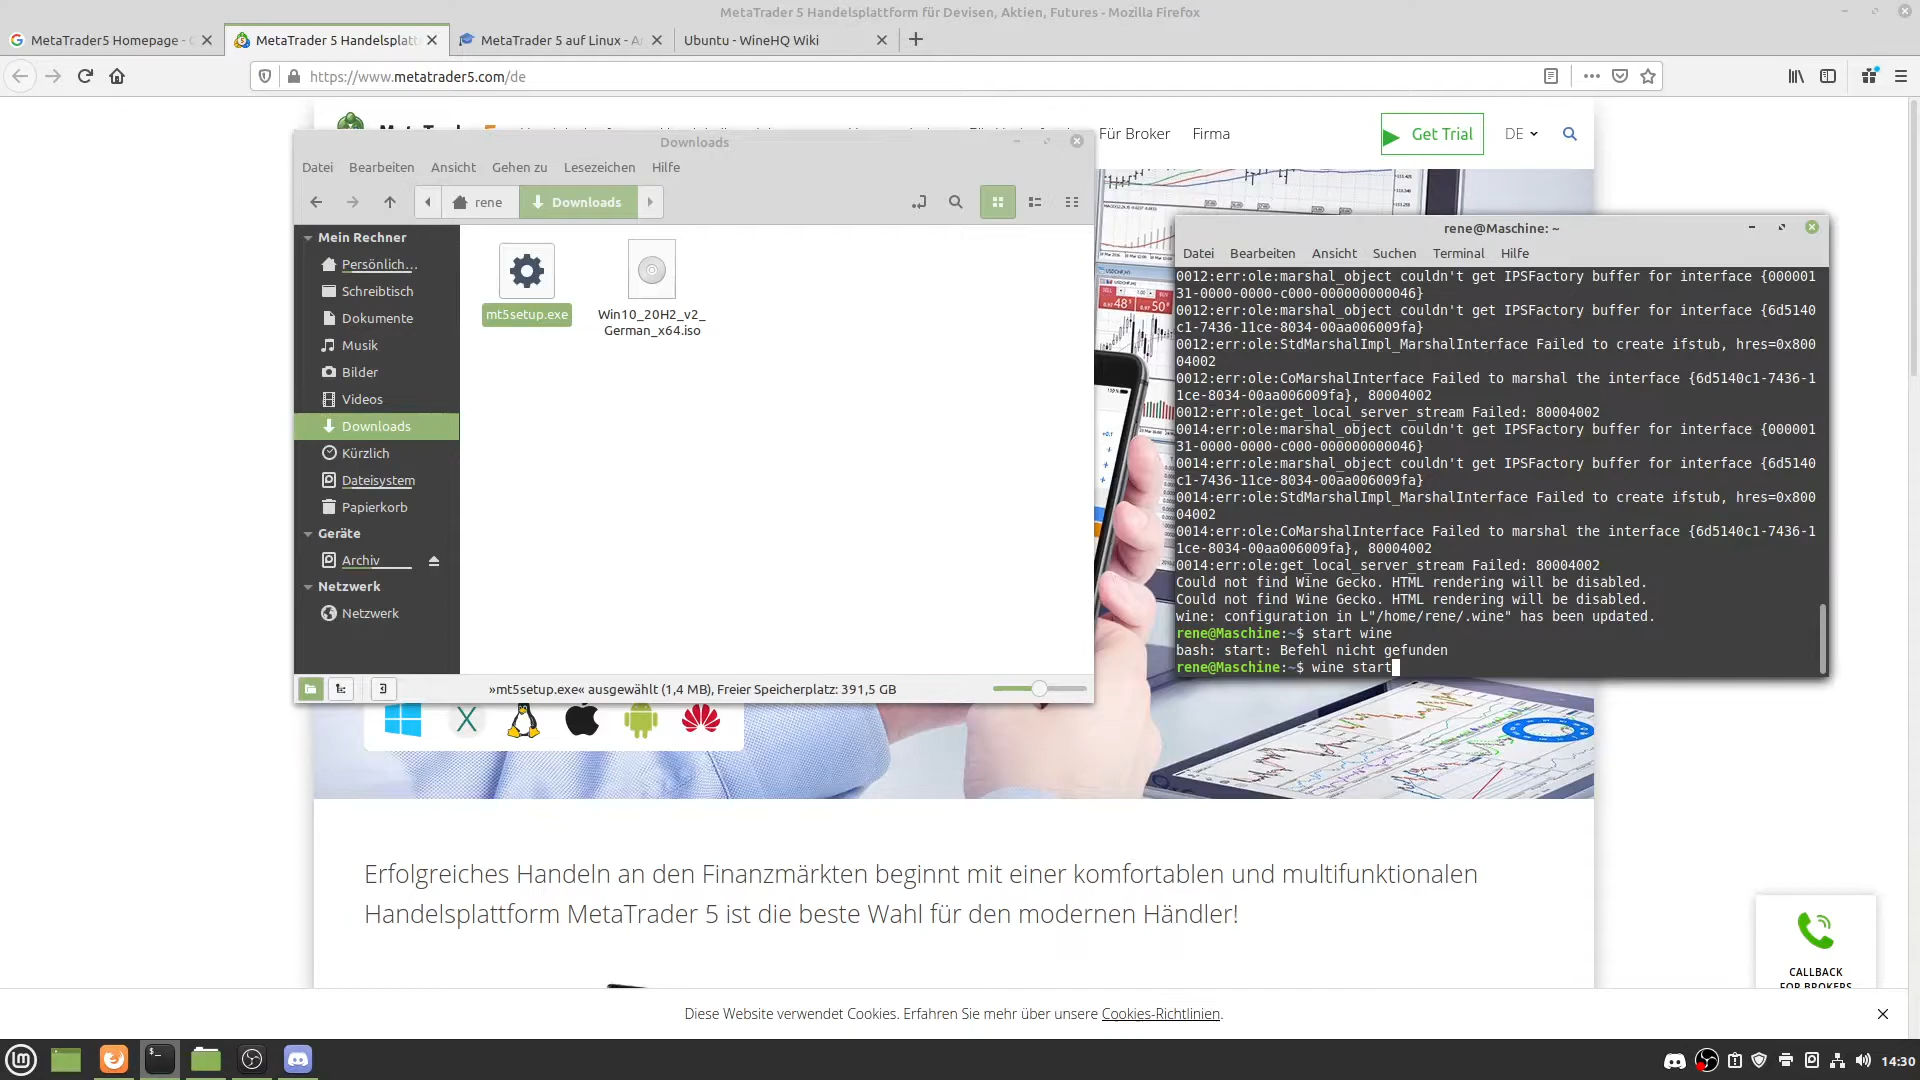 MetaTrader 5 Handelsplattform für Devisen, Aktien, Futures - Mozilla Firefox
MetaTrader5 Homepage -
MetaTrader 5 Handelsplatt
MetaTrader 5 auf Linux -
Ubuntu - WineHQ Wiki
https://www.metatrader5.com/de
Für Broker
Firma
Get Trial
DE
Downloads
Datei Bearbeiten Ansicht Gehen zu Lesezeichen Hilfe
rene
Downloads
Mein Rechner
Persönlich...
Schreibtisch
Dokumente
Musik
Bilder
Videos
Downloads
Kürzlich
Dateisystem
Papierkorb
Geräte
Archiv
Netzwerk
Netzwerk
mt5setup.exe
Win10_20H2_v2_
German_x64.iso
»mt5setup.exe« ausgewählt (1,4 MB), Freier Speicherplatz: 391,5 GB
rene@Maschine: ~
Datei Bearbeiten Ansicht Suchen Terminal Hilfe
0012:err:ole:marshal_object couldn't get IPSFactory buffer for interface {000001
31-0000-0000-c000-000000000046}
0012:err:ole:marshal_object couldn't get IPSFactory buffer for interface {6d5140
c1-7436-11ce-8034-00aa006009fa}
0012:err:ole:StdMarshalImpl_MarshalInterface Failed to create ifstub, hres=0x800
04002
0012:err:ole:CoMarshalInterface Failed to marshal the interface {6d5140c1-7436-1
1ce-8034-00aa006009fa}, 80004002
0012:err:ole:get_local_server_stream Failed: 80004002
0014:err:ole:marshal_object couldn't get IPSFactory buffer for interface {000001
31-0000-0000-c000-000000000046}
0014:err:ole:marshal_object couldn't get IPSFactory buffer for interface {6d5140
c1-7436-11ce-8034-00aa006009fa}
0014:err:ole:StdMarshalImpl_MarshalInterface Failed to create ifstub, hres=0x800
04002
0014:err:ole:CoMarshalInterface Failed to marshal the interface {6d5140c1-7436-1
1ce-8034-00aa006009fa}, 80004002
0014:err:ole:get_local_server_stream Failed: 80004002
Could not find Wine Gecko. HTML rendering will be disabled.
Could not find Wine Gecko. HTML rendering will be disabled.
wine: configuration in L"/home/rene/.wine" has been updated.
rene@Maschine:~$ start wine
bash: start: Befehl nicht gefunden
rene@Maschine:~$ wine start
Erfolgreiches Handeln an den Finanzmärkten beginnt mit einer komfortablen und multifunktionalen
Handelsplattform MetaTrader 5 ist die beste Wahl für den modernen Händler!
CALLBACK
FOR BROKERS
Diese Website verwendet Cookies. Erfahren Sie mehr über unsere Cookies-Richtlinien.
14:30